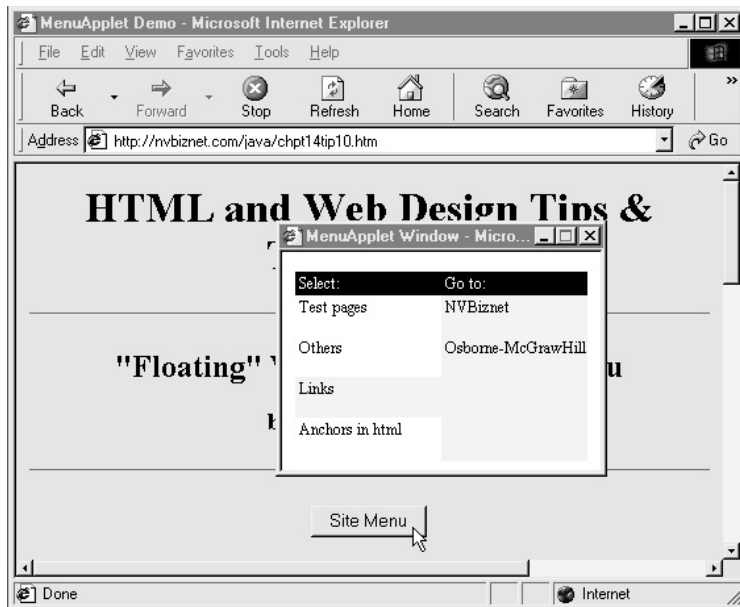 MenuApplet Demo - Microsoft Internet Explorer
File Edit View Favorites Tools Help
Back Forward Stop Refresh Home Search Favorites History »
Address http://nvbiznet.com/java/chpt14tip10.htm Go
HTML and Web Design Tips &
MenuApplet Window - Micro...
Select: Go to:
Test pages NVBiznet
Others Osborne-McGrawHill
"Floating"
Links
Anchors in html
Site Menu
Done Internet